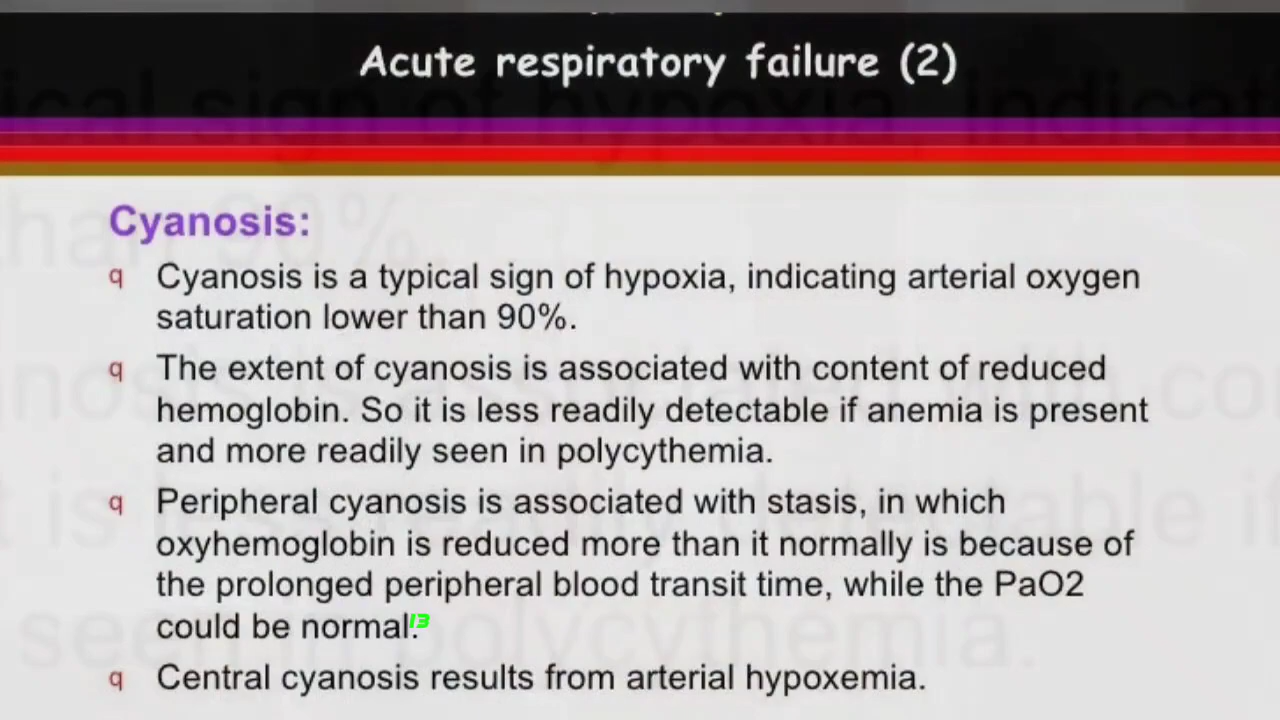 Acute respiratory failure (2)
Cyanosis:
q Cyanosis is a typical sign of hypoxia, indicating arterial oxygen
saturation lower than 90%.
q The extent of cyanosis is associated with content of reduced
hemoglobin. So it is less readily detectable if anemia is present
and more readily seen in polycythemia.
q Peripheral cyanosis is associated with stasis, in which
oxyhemoglobin is reduced more than it normally is because of
the prolonged peripheral blood transit time, while the PaO2
could be normal.13
q Central cyanosis results from arterial hypoxemia.